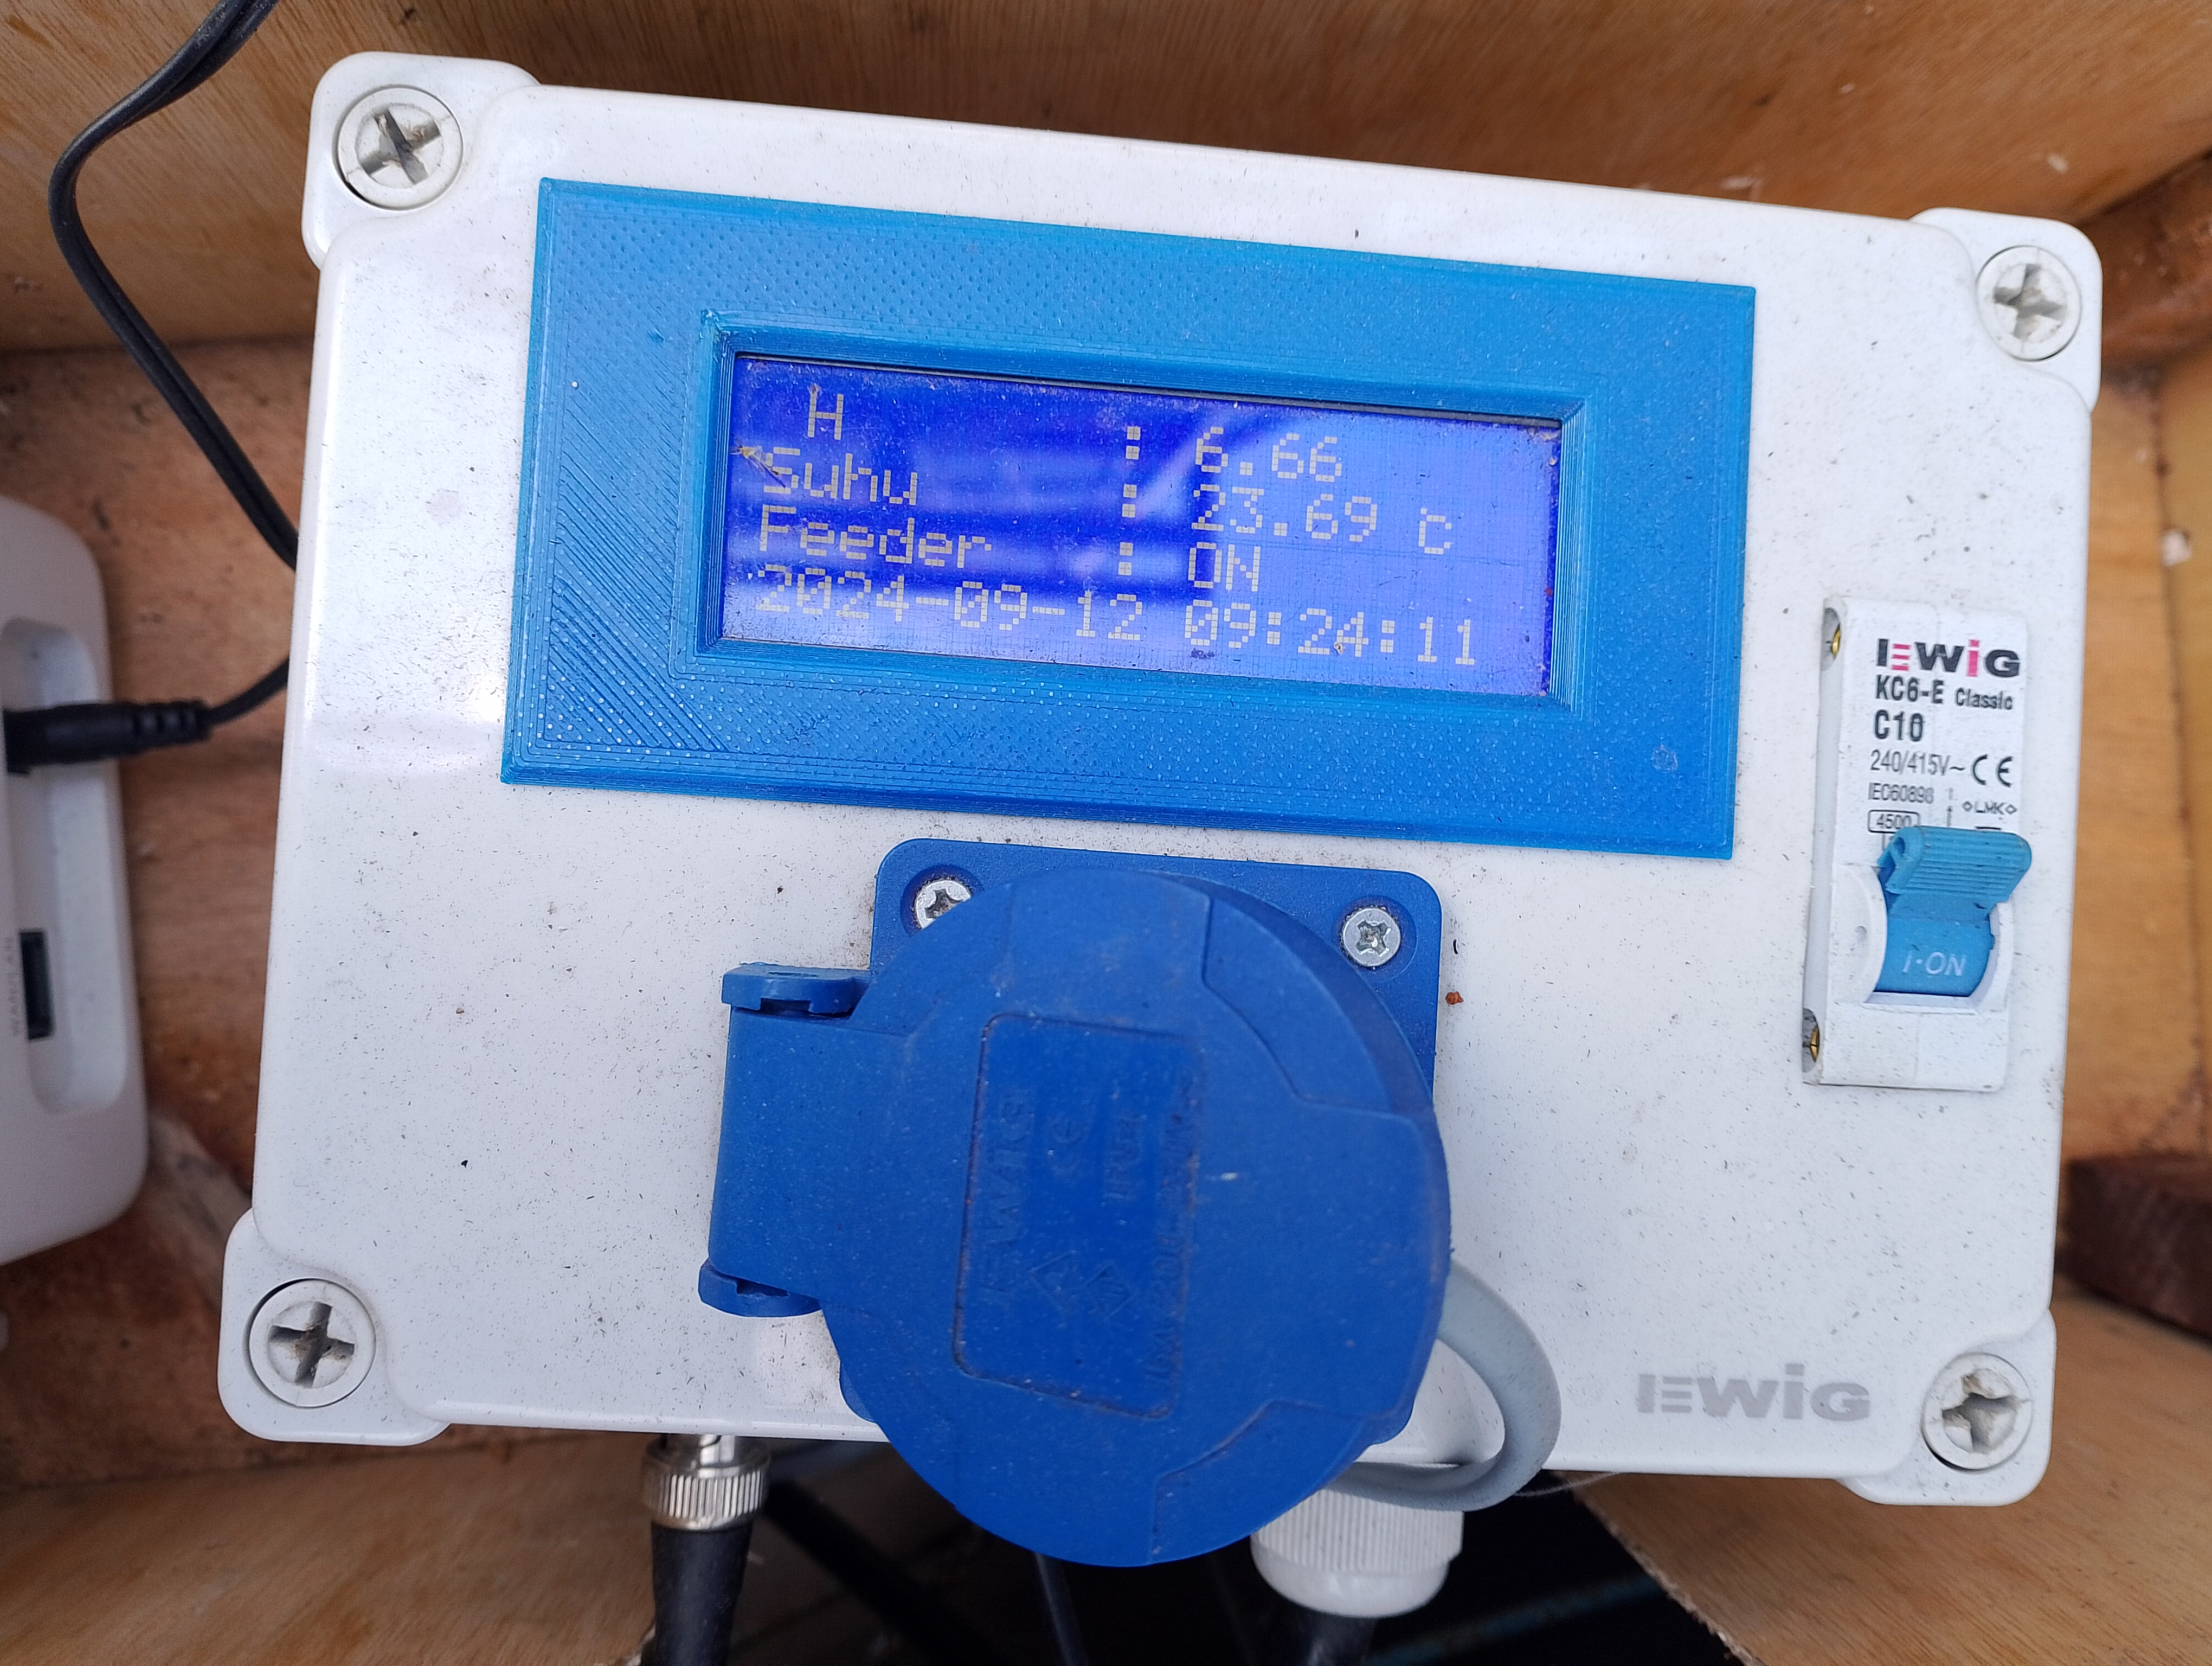 H : 6.66
Suhu : 23.69 c
Feeder : ON
2024-09-12 09:24:11
EWiG
KC6-E Classic
C10
240/415V~ CE
IEC60898
LMK
4500
I·ON
EWiG